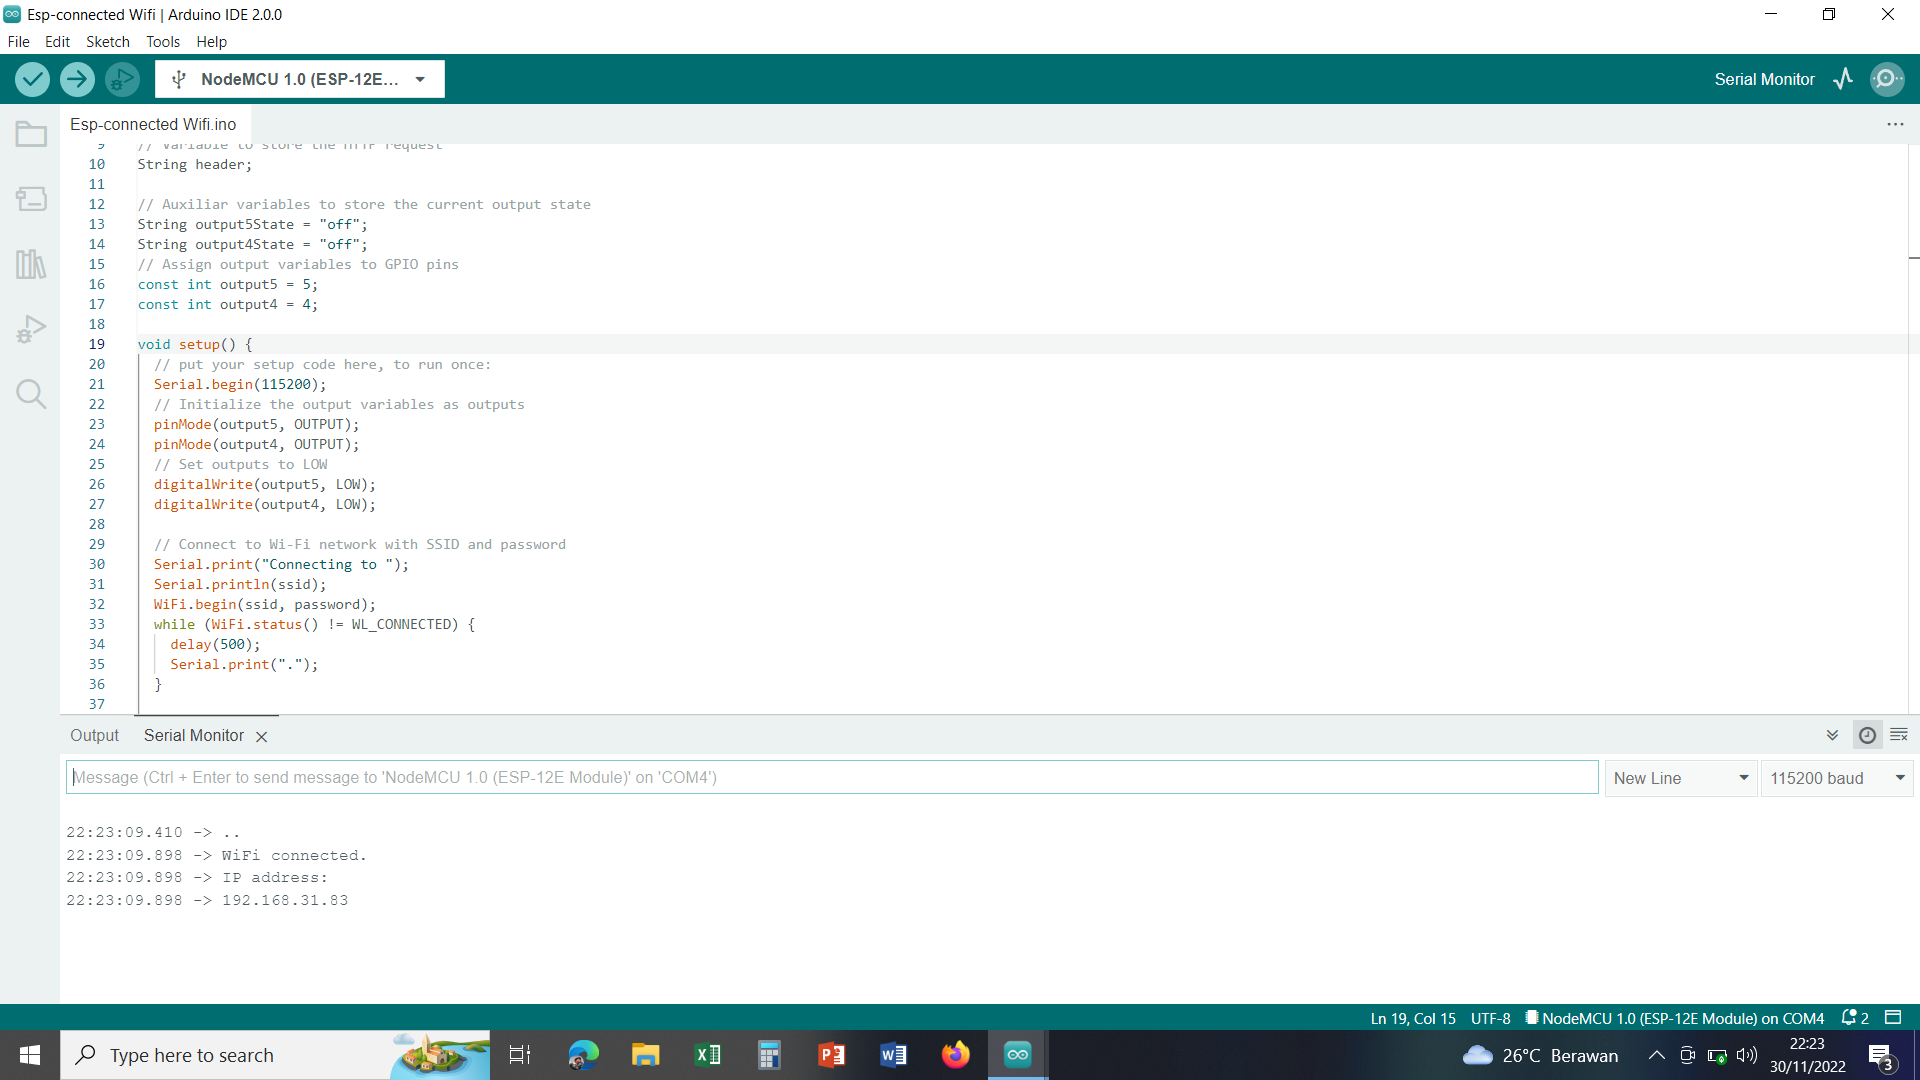 Esp-connected Wifi | Arduino IDE 2.0.0
File Edit Sketch Tools Help
NodeMCU 1.0 (ESP-12E...
Serial Monitor
Esp-connected Wifi.ino
9 // Variable to store the HTTP request
10 String header;
11
12 // Auxiliar variables to store the current output state
13 String output5State = "off";
14 String output4State = "off";
15 // Assign output variables to GPIO pins
16 const int output5 = 5;
17 const int output4 = 4;
18
19 void setup() {
20 // put your setup code here, to run once:
21 Serial.begin(115200);
22 // Initialize the output variables as outputs
23 pinMode(output5, OUTPUT);
24 pinMode(output4, OUTPUT);
25 // Set outputs to LOW
26 digitalWrite(output5, LOW);
27 digitalWrite(output4, LOW);
28
29 // Connect to Wi-Fi network with SSID and password
30 Serial.print("Connecting to ");
31 Serial.println(ssid);
32 WiFi.begin(ssid, password);
33 while (WiFi.status() != WL_CONNECTED) {
34 delay(500);
35 Serial.print(".");
36 }
37
Output Serial Monitor
Message (Ctrl + Enter to send message to 'NodeMCU 1.0 (ESP-12E Module)' on 'COM4')
New Line 115200 baud
22:23:09.410 -> ..
22:23:09.898 -> WiFi connected.
22:23:09.898 -> IP address:
22:23:09.898 -> 192.168.31.83
Ln 19, Col 15 UTF-8 NodeMCU 1.0 (ESP-12E Module) on COM4 2
Type here to search
26°C Berawan
22:23
30/11/2022
3